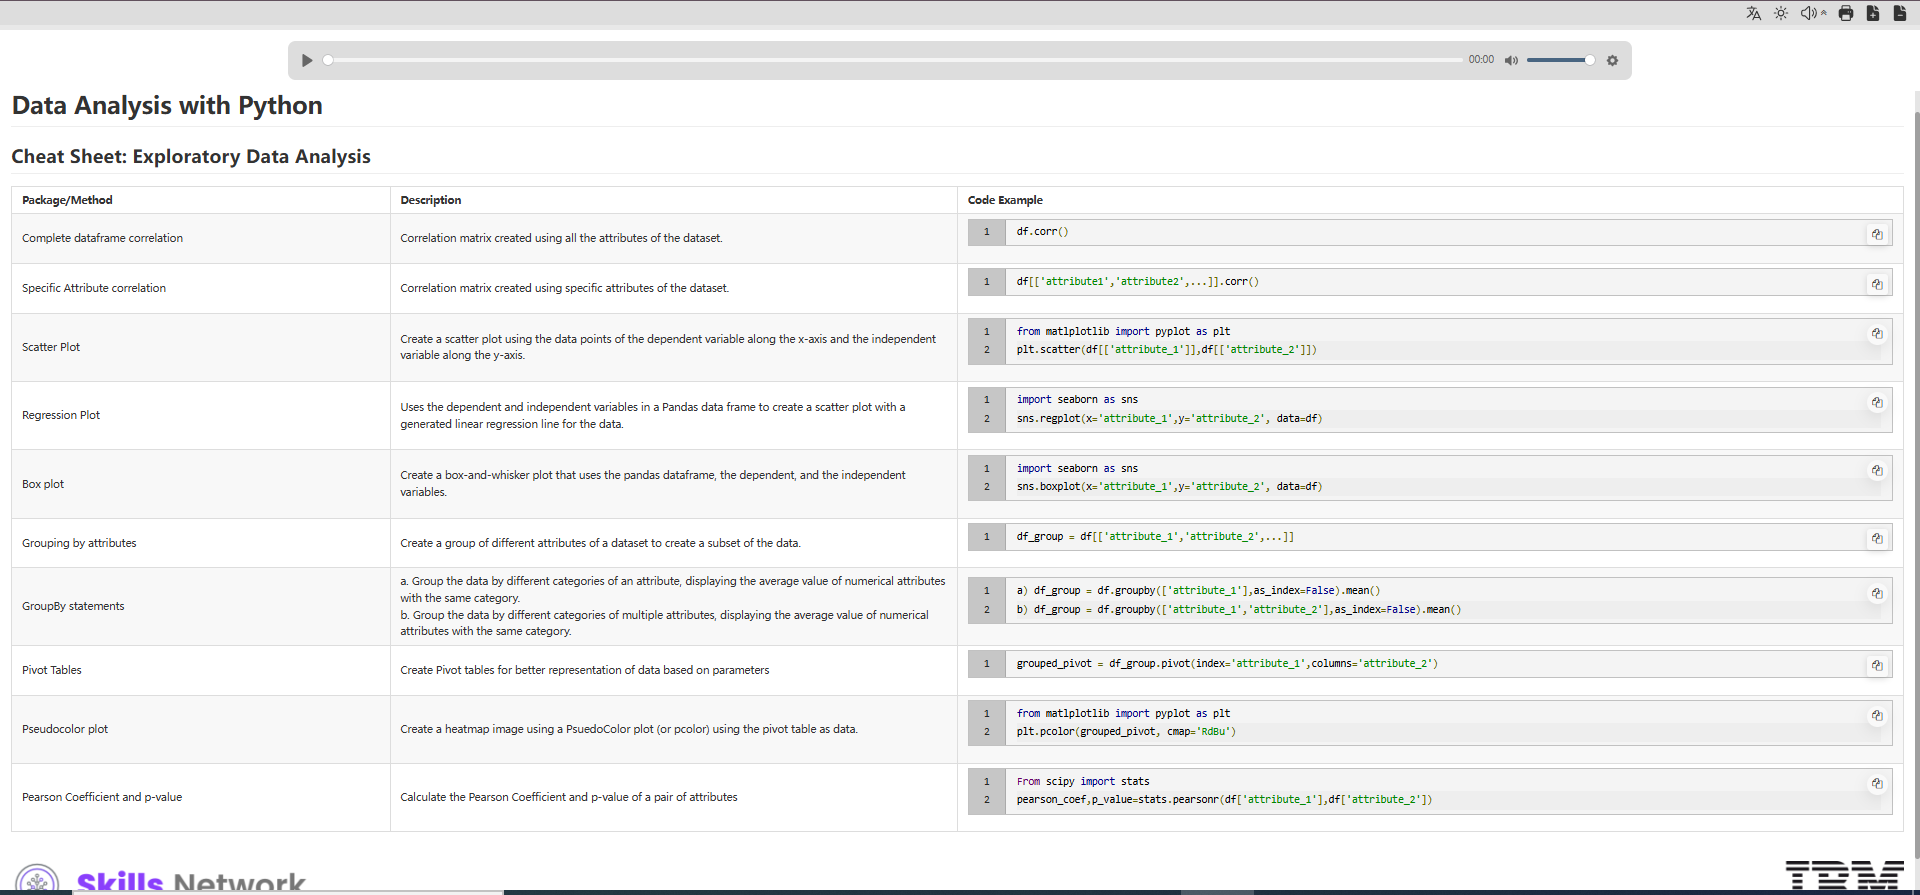 00:00
Data Analysis with Python
Cheat Sheet: Exploratory Data Analysis
Package/Method
Description
Code Example
Complete dataframe correlation
Correlation matrix created using all the attributes of the dataset.
1 df.corr()
Specific Attribute correlation
Correlation matrix created using specific attributes of the dataset.
1 df[['attribute1','attribute2',...]].corr()
Scatter Plot
Create a scatter plot using the data points of the dependent variable along the x-axis and the independent
variable along the y-axis.
1 from matlplotlib import pyplot as plt
2 plt.scatter(df[['attribute_1']],df[['attribute_2']])
Regression Plot
Uses the dependent and independent variables in a Pandas data frame to create a scatter plot with a
generated linear regression line for the data.
1 import seaborn as sns
2 sns.regplot(x='attribute_1',y='attribute_2', data=df)
Box plot
Create a box-and-whisker plot that uses the pandas dataframe, the dependent, and the independent
variables.
1 import seaborn as sns
2 sns.boxplot(x='attribute_1',y='attribute_2', data=df)
Grouping by attributes
Create a group of different attributes of a dataset to create a subset of the data.
1 df_group = df[['attribute_1','attribute_2',...]]
GroupBy statements
a. Group the data by different categories of an attribute, displaying the average value of numerical attributes
with the same category.
b. Group the data by different categories of multiple attributes, displaying the average value of numerical
attributes with the same category.
1 a) df_group = df.groupby(['attribute_1'],as_index=False).mean()
2 b) df_group = df.groupby(['attribute_1','attribute_2'],as_index=False).mean()
Pivot Tables
Create Pivot tables for better representation of data based on parameters
1 grouped_pivot = df_group.pivot(index='attribute_1',columns='attribute_2')
Pseudocolor plot
Create a heatmap image using a PsuedoColor plot (or pcolor) using the pivot table as data.
1 from matlplotlib import pyplot as plt
2 plt.pcolor(grouped_pivot, cmap='RdBu')
Pearson Coefficient and p-value
Calculate the Pearson Coefficient and p-value of a pair of attributes
1 From scipy import stats
2 pearson_coef,p_value=stats.pearsonr(df['attribute_1'],df['attribute_2'])
Skills Network
IBM